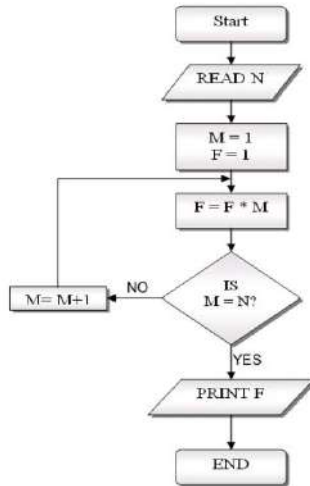 Start
READ N
M = 1
F = 1
F = F * M
NO
IS
M = N?
M= M+1
YES
PRINT F
END